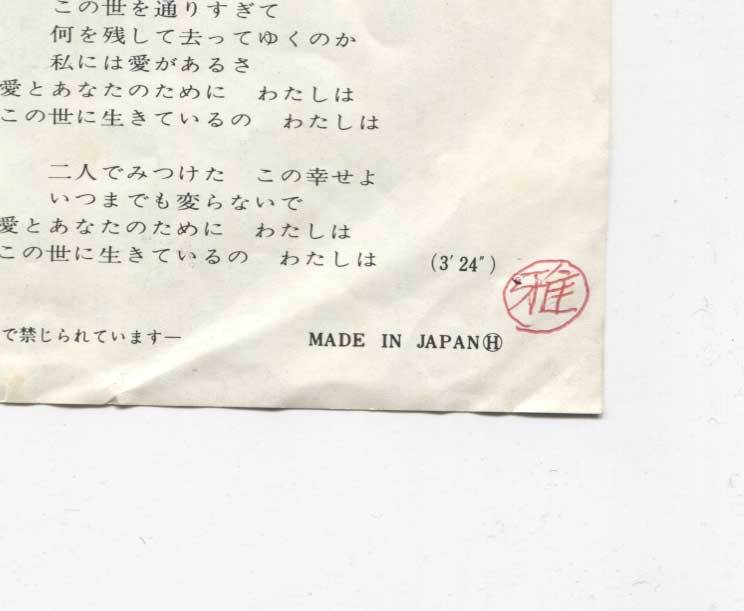 この世を通りすぎて
何を残して去ってゆくのか
私には愛があるさ
愛とあなたのために　わたしは
この世に生きているの　わたしは
二人でみつけた　この幸せよ
いつまでも変らないで
愛とあなたのために　わたしは
この世に生きているの　わたしは　(3′24″)
雅
で禁じられています―
MADE IN JAPANⒽ